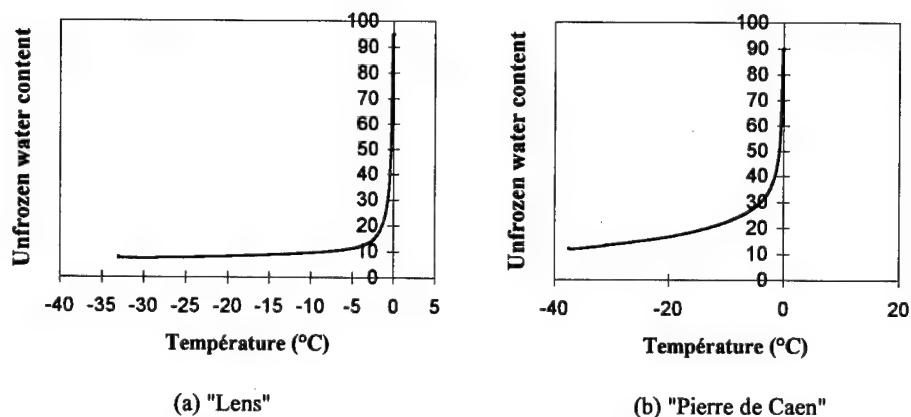 Unfrozen water content
100
90
80
70
60
50
40
30
20
10
0
-40 -35 -30 -25 -20 -15 -10 -5 0 5
Température (°C)
(a) "Lens"
Unfrozen water content
100
90
80
70
60
50
40
30
20
10
0
-40 -20 0 20
Température (°C)
(b) "Pierre de Caen"